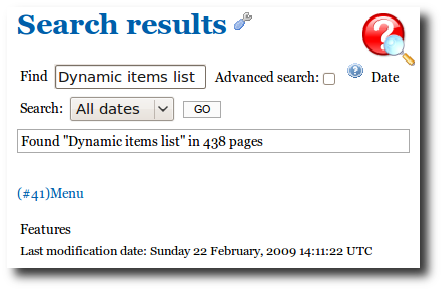 Search results
Find Dynamic items list Advanced search: Date
Search: All dates GO
Found "Dynamic items list" in 438 pages
(#41)Menu
Features
Last modification date: Sunday 22 February, 2009 14:11:22 UTC